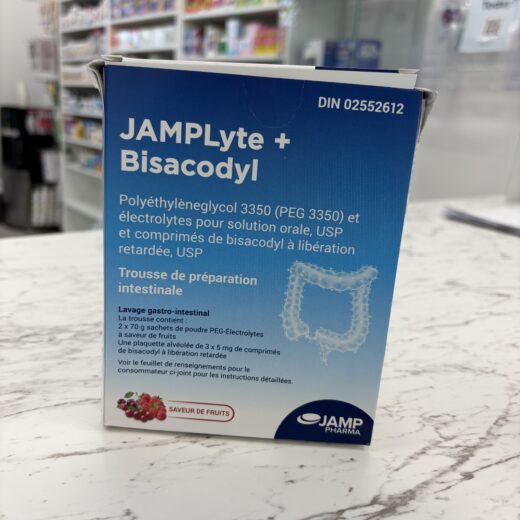 DIN 02552612
JAMPLyte +
Bisacodyl
Polyéthylèneglycol 3350 (PEG 3350) et
électrolytes pour solution orale, USP
et comprimés de bisacodyl à libération
retardée, USP
Trousse de préparation
intestinale
Lavage gastro-intestinal
La trousse contient :
2 x 70 g sachets de poudre PEG-Électrolytes
à saveur de fruits
Une plaquette alvéolée de 3 x 5 mg de comprimés
de bisacodyl à libération retardée
Voir le feuillet de renseignements pour le
consommateur ci-joint pour les instructions détaillées.
SAVEUR DE FRUITS
JAMP
PHARMA